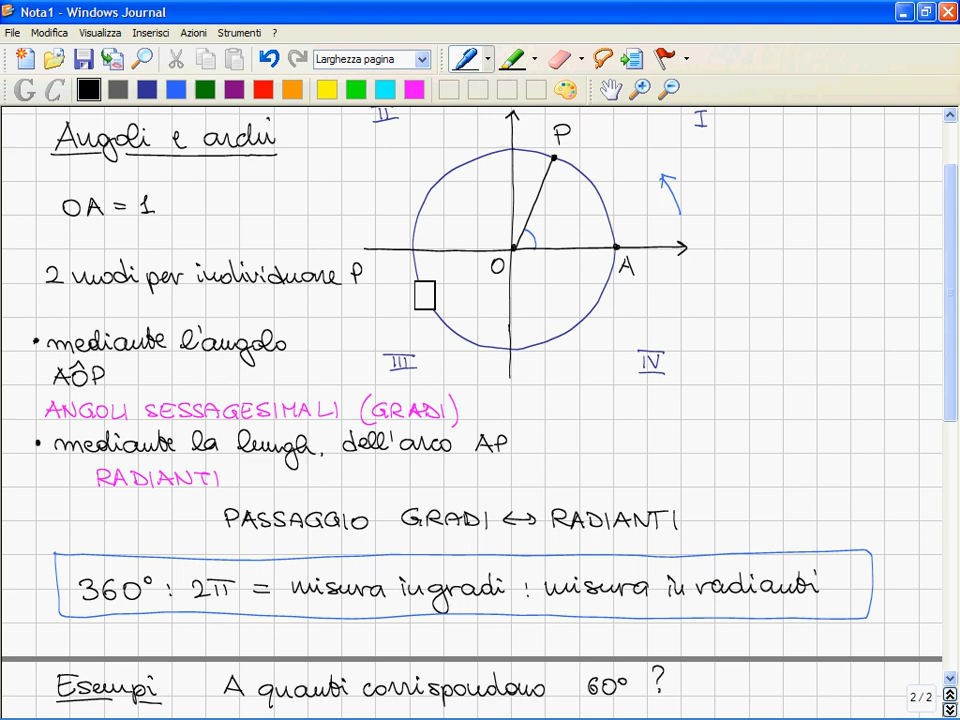 Nota1 - Windows Journal
File Modifica Visualizza Inserisci Azioni Strumenti ?
Larghezza pagina
G C
II
I
Angoli e archi
P
OA = 1
O
A
2 modi per individuare P
• mediante l'angolo
III
IV
AÔP
ANGOLI SESSAGESIMALI (GRADI)
• mediante la lungh. dell'arco AP
RADIANTI
PASSAGGIO GRADI ↔ RADIANTI
360° : 2π = misura in gradi : misura in radianti
Esempi A quanti corrispondono 60° ?
2 / 2